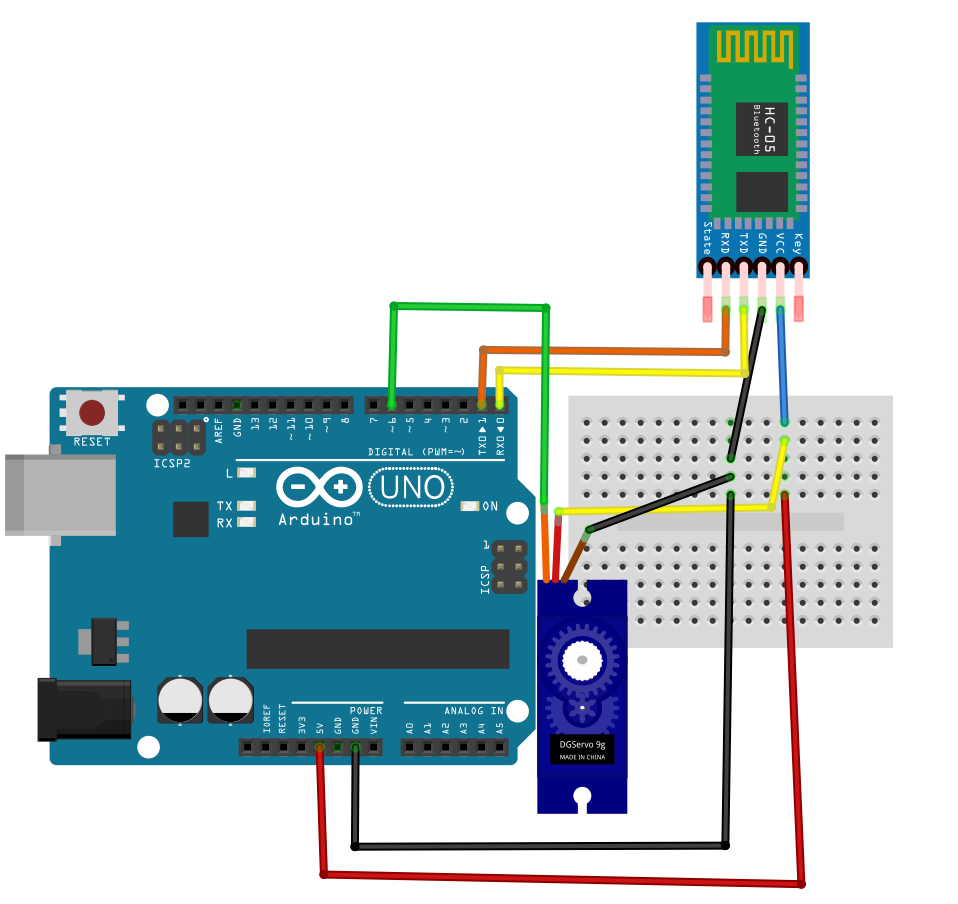 HC-05
Bluetooth
State
RXD
TXD
GND
VCC
Key
RESET
ICSP2
AREF
GND
13
12
~11
~10
~9
8
7
~6
~5
4
~3
2
TX0▶1
RX0◀0
DIGITAL (PWM=~)
L
TX
RX
UNO
Arduino™
ON
1
ICSP
IOREF
RESET
3V3
5V
GND
GND
VIN
POWER
ANALOG IN
A0
A1
A2
A3
A4
A5
DGServo 9g
MADE IN CHINA